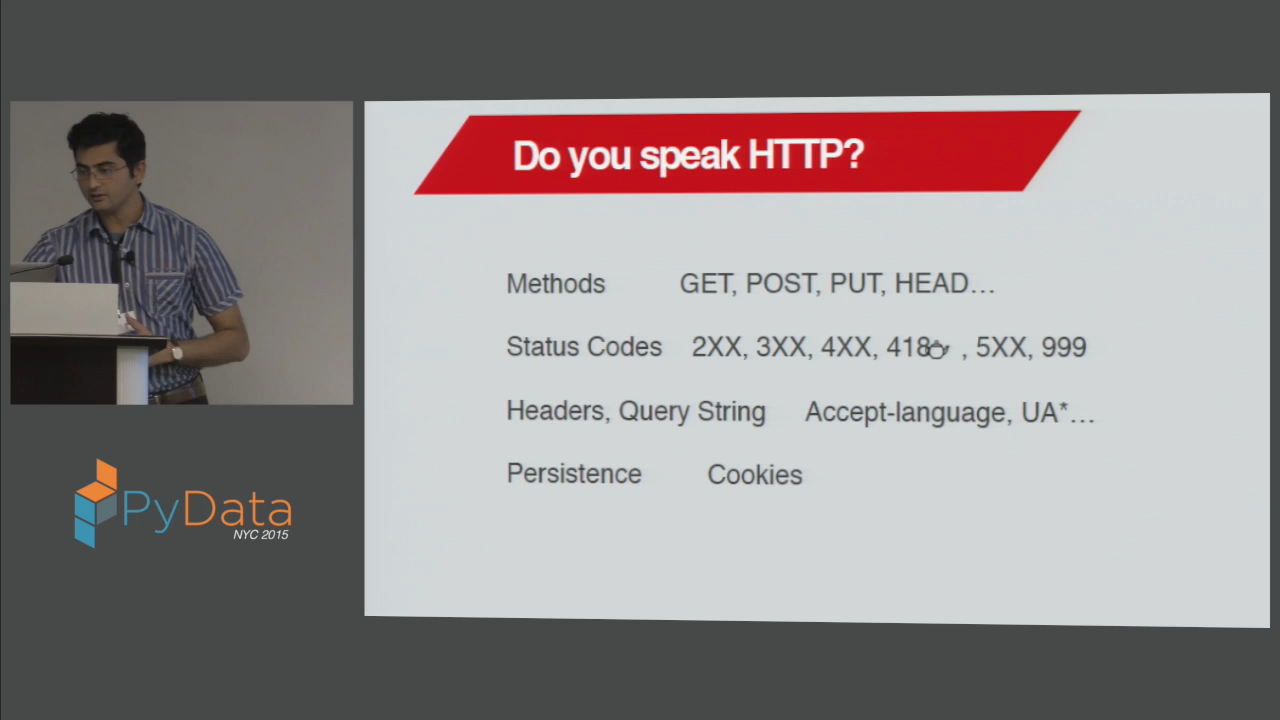 Do you speak HTTP?
Methods GET, POST, PUT, HEAD…
Status Codes 2XX, 3XX, 4XX, 418 , 5XX, 999
Headers, Query String Accept-language, UA*…
Persistence Cookies
PyData
NYC 2015